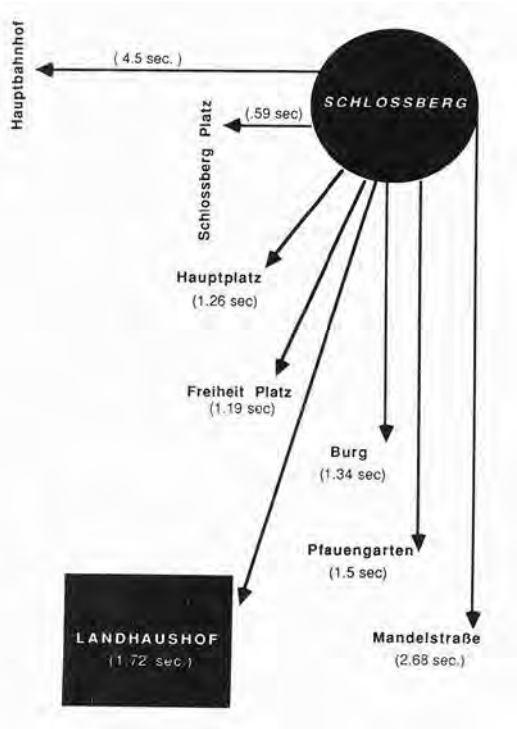 Hauptbahnhof
( 4.5 sec. )
SCHLOSSBERG
(.59 sec)
Schlossberg Platz
Hauptplatz
(1.26 sec)
Freiheit Platz
(1.19 sec)
Burg
(1.34 sec)
Pfauengarten
(1.5 sec)
LANDHAUSHOF
(1.72 sec.)
Mandelstraße
(2.68 sec.)